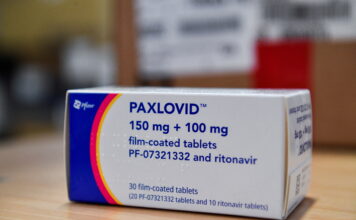 Pfizer
PAXLOVID™
150 mg + 100 mg
film-coated tablets
PF-07321332 and ritonavir
30 film-coated tablets
(20 PF-07321332 tablets and 10 ritonavir tablets)